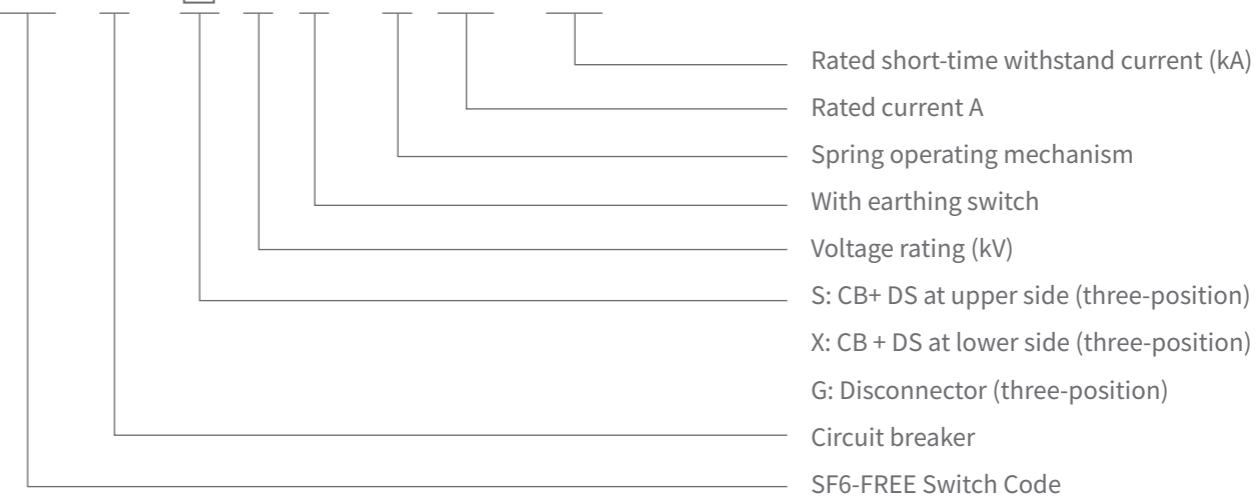 Rated short-time withstand current (kA)
Rated current A
Spring operating mechanism
With earthing switch
Voltage rating (kV)
S: CB+ DS at upper side (three-position)
X: CB + DS at lower side (three-position)
G: Disconnector (three-position)
Circuit breaker
SF6-FREE Switch Code